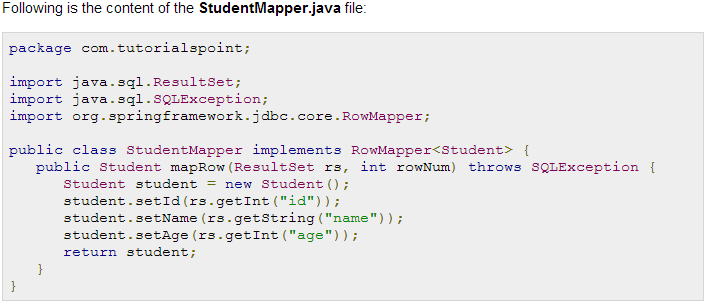 Following is the content of the StudentMapper.java file:
package com.tutorialspoint;
import java.sql.ResultSet;
import java.sql.SQLException;
import org.springframework.jdbc.core.RowMapper;
public class StudentMapper implements RowMapper<Student> {
   public Student mapRow(ResultSet rs, int rowNum) throws SQLException {
      Student student = new Student();
      student.setId(rs.getInt("id"));
      student.setName(rs.getString("name"));
      student.setAge(rs.getInt("age"));
      return student;
   }
}